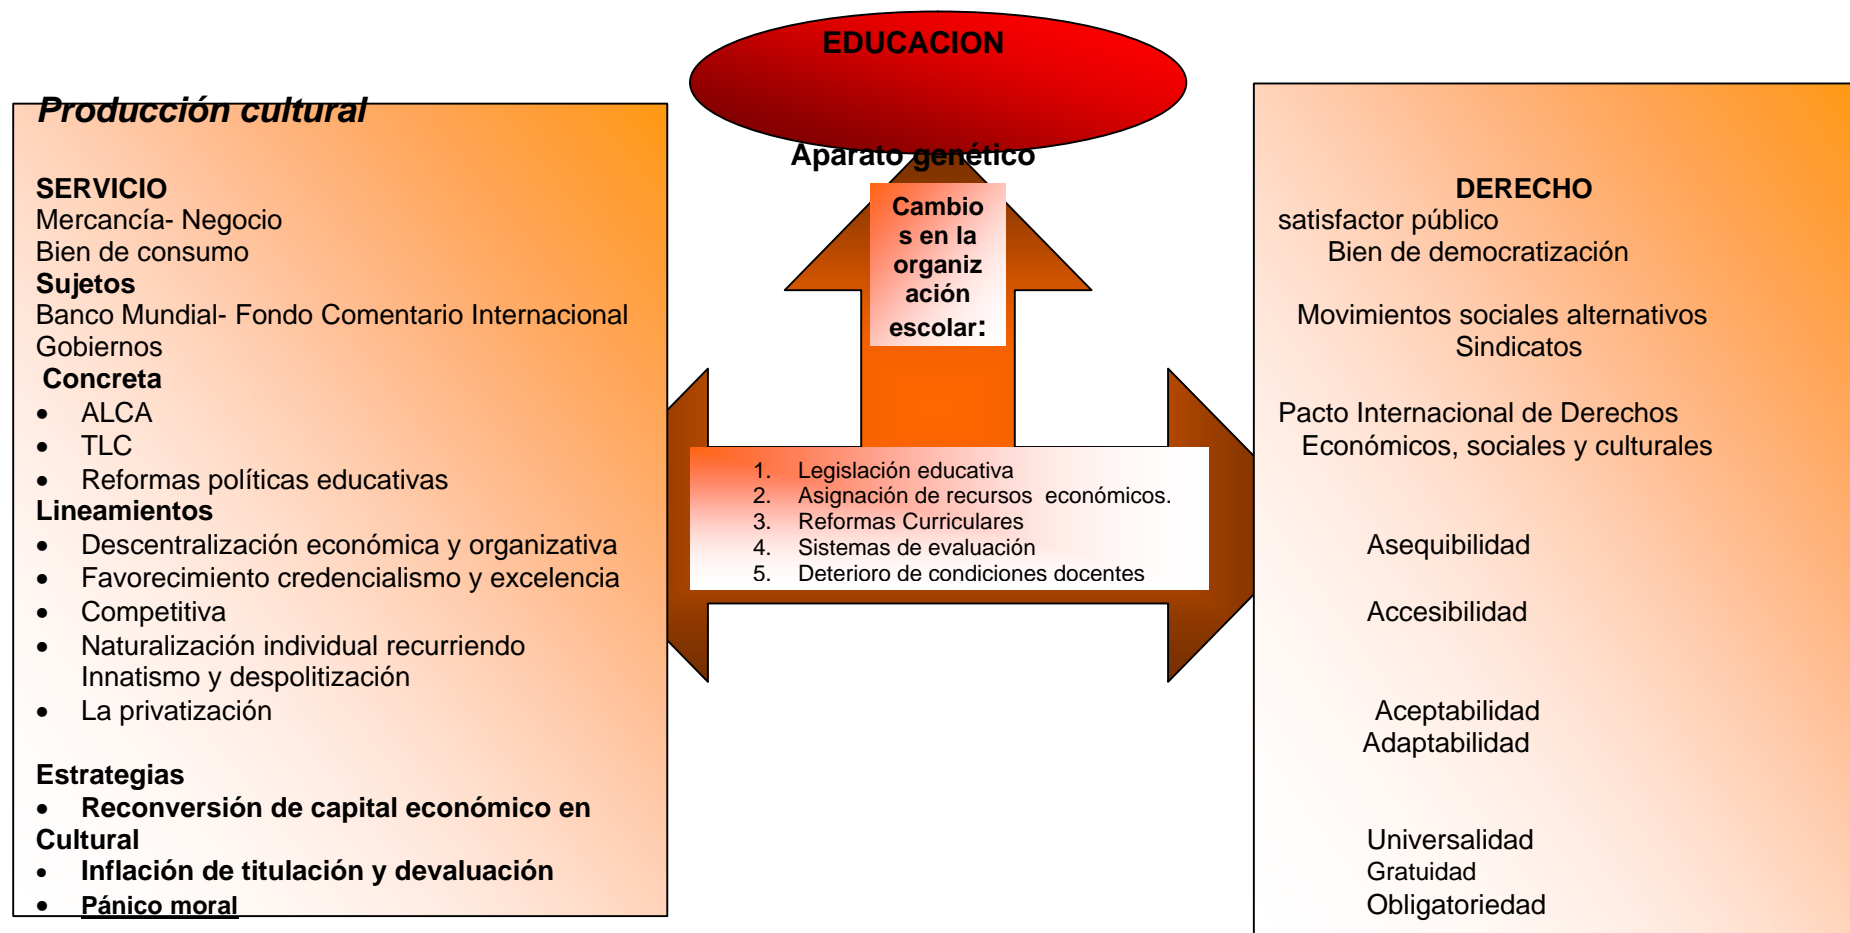 EDUCACION
Aparato genético
Cambio
s en la
organiz
ación
escolar:
Producción cultural
SERVICIO
Mercancía- Negocio
Bien de consumo
Sujetos
Banco Mundial- Fondo Comentario Internacional
Gobiernos
Concreta
• ALCA
• TLC
• Reformas políticas educativas
Lineamientos
• Descentralización económica y organizativa
• Favorecimiento credencialismo y excelencia
• Competitiva
• Naturalización individual recurriendo
Innatismo y despolitización
• La privatización
Estrategias
• Reconversión de capital económico en
Cultural
• Inflación de titulación y devaluación
• Pánico moral
1. Legislación educativa
2. Asignación de recursos económicos.
3. Reformas Curriculares
4. Sistemas de evaluación
5. Deterioro de condiciones docentes
DERECHO
satisfactor público
Bien de democratización
Movimientos sociales alternativos
Sindicatos
Pacto Internacional de Derechos
Económicos, sociales y culturales
Asequibilidad
Accesibilidad
Aceptabilidad
Adaptabilidad
Universalidad
Gratuidad
Obligatoriedad